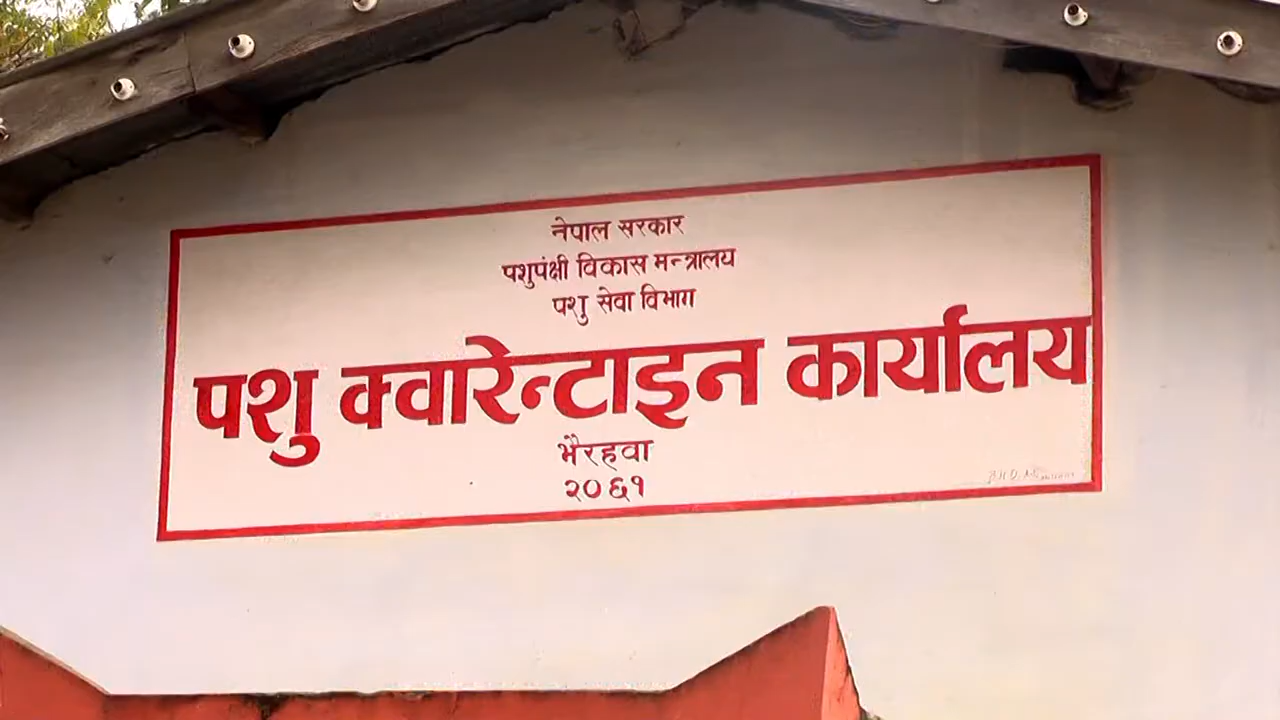 नेपाल सरकार
पशुपंक्षी विकास मन्त्रालय
पशु सेवा विभाग
पशु क्वारेन्टाइन कार्यालय
भैरहवा
२०६१